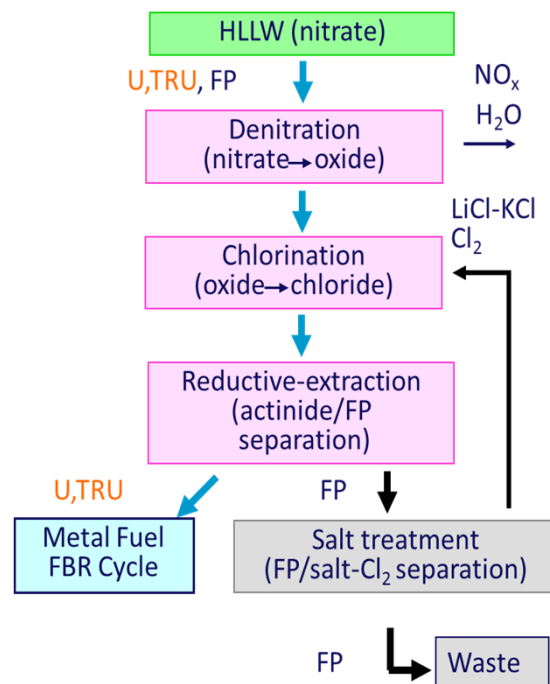 HLLW (nitrate)
U,TRU, FP
NOₓ
H₂O
Denitration
(nitrate→oxide)
LiCl-KCl
Cl₂
Chlorination
(oxide→chloride)
Reductive-extraction
(actinide/FP
separation)
U,TRU
FP
Metal Fuel
FBR Cycle
Salt treatment
(FP/salt-Cl₂ separation)
FP
Waste